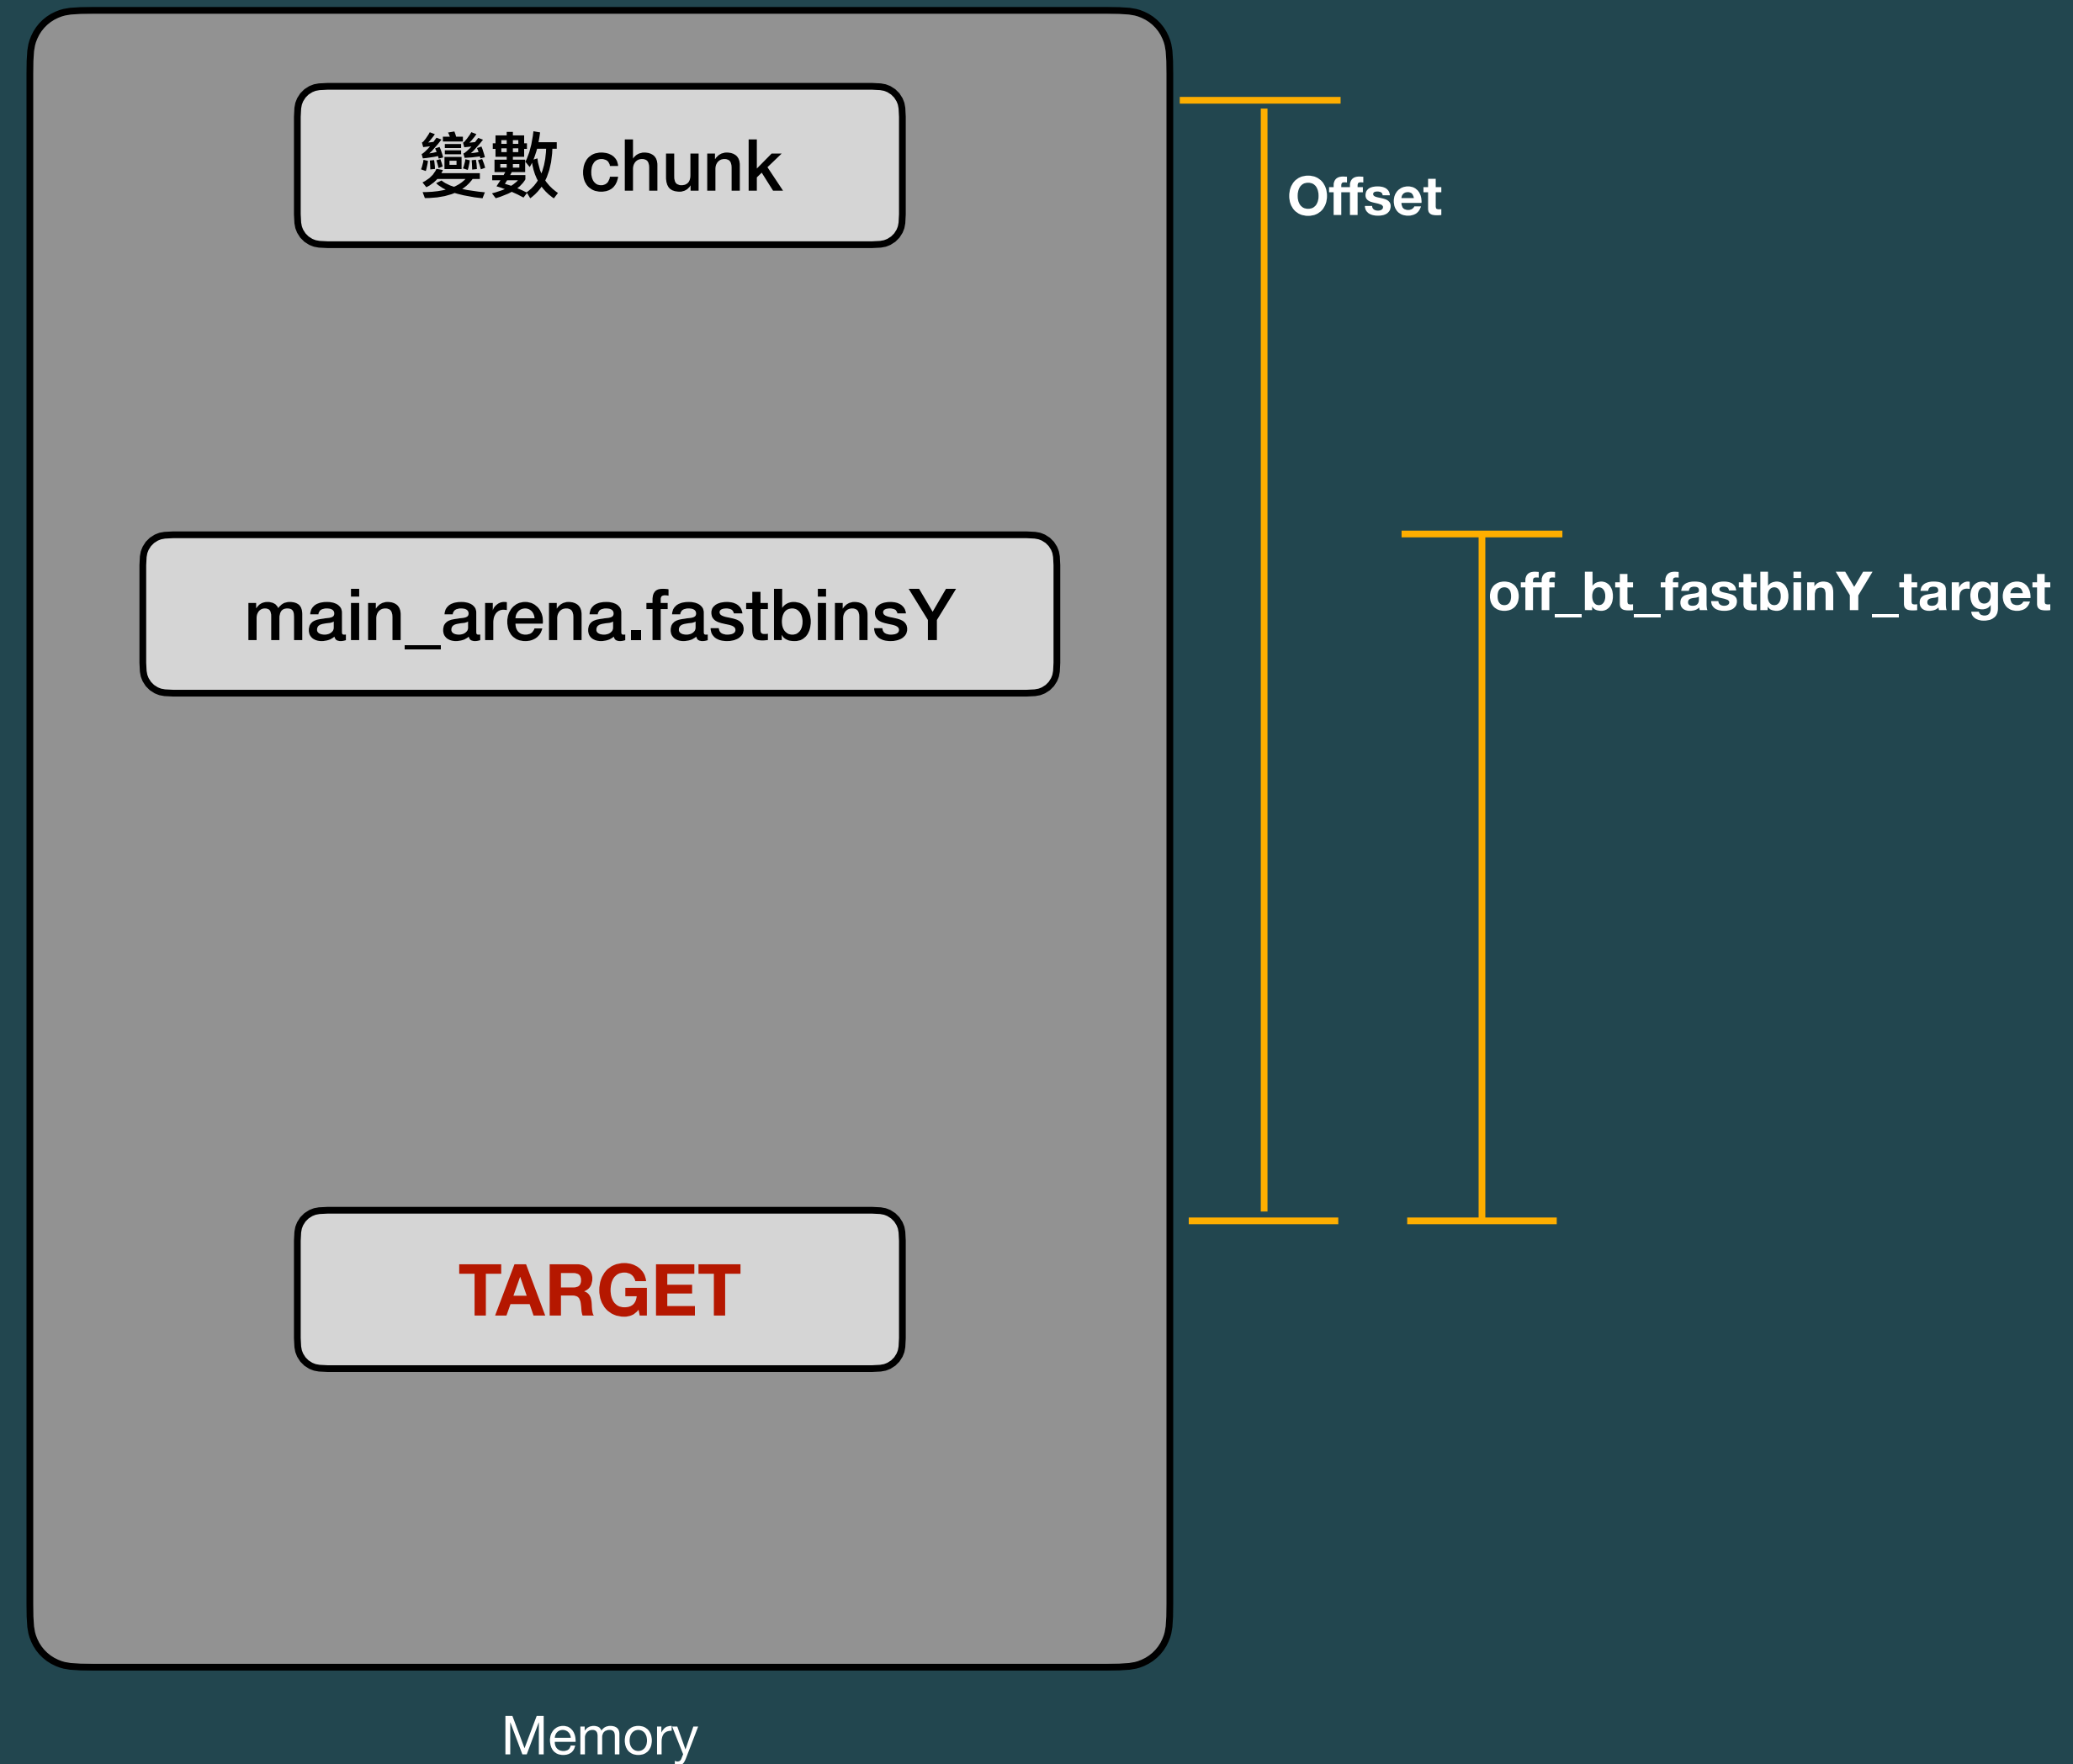 變數 chunk
Offset
main_arena.fastbinsY
off_bt_fastbinY_target
TARGET
Memory